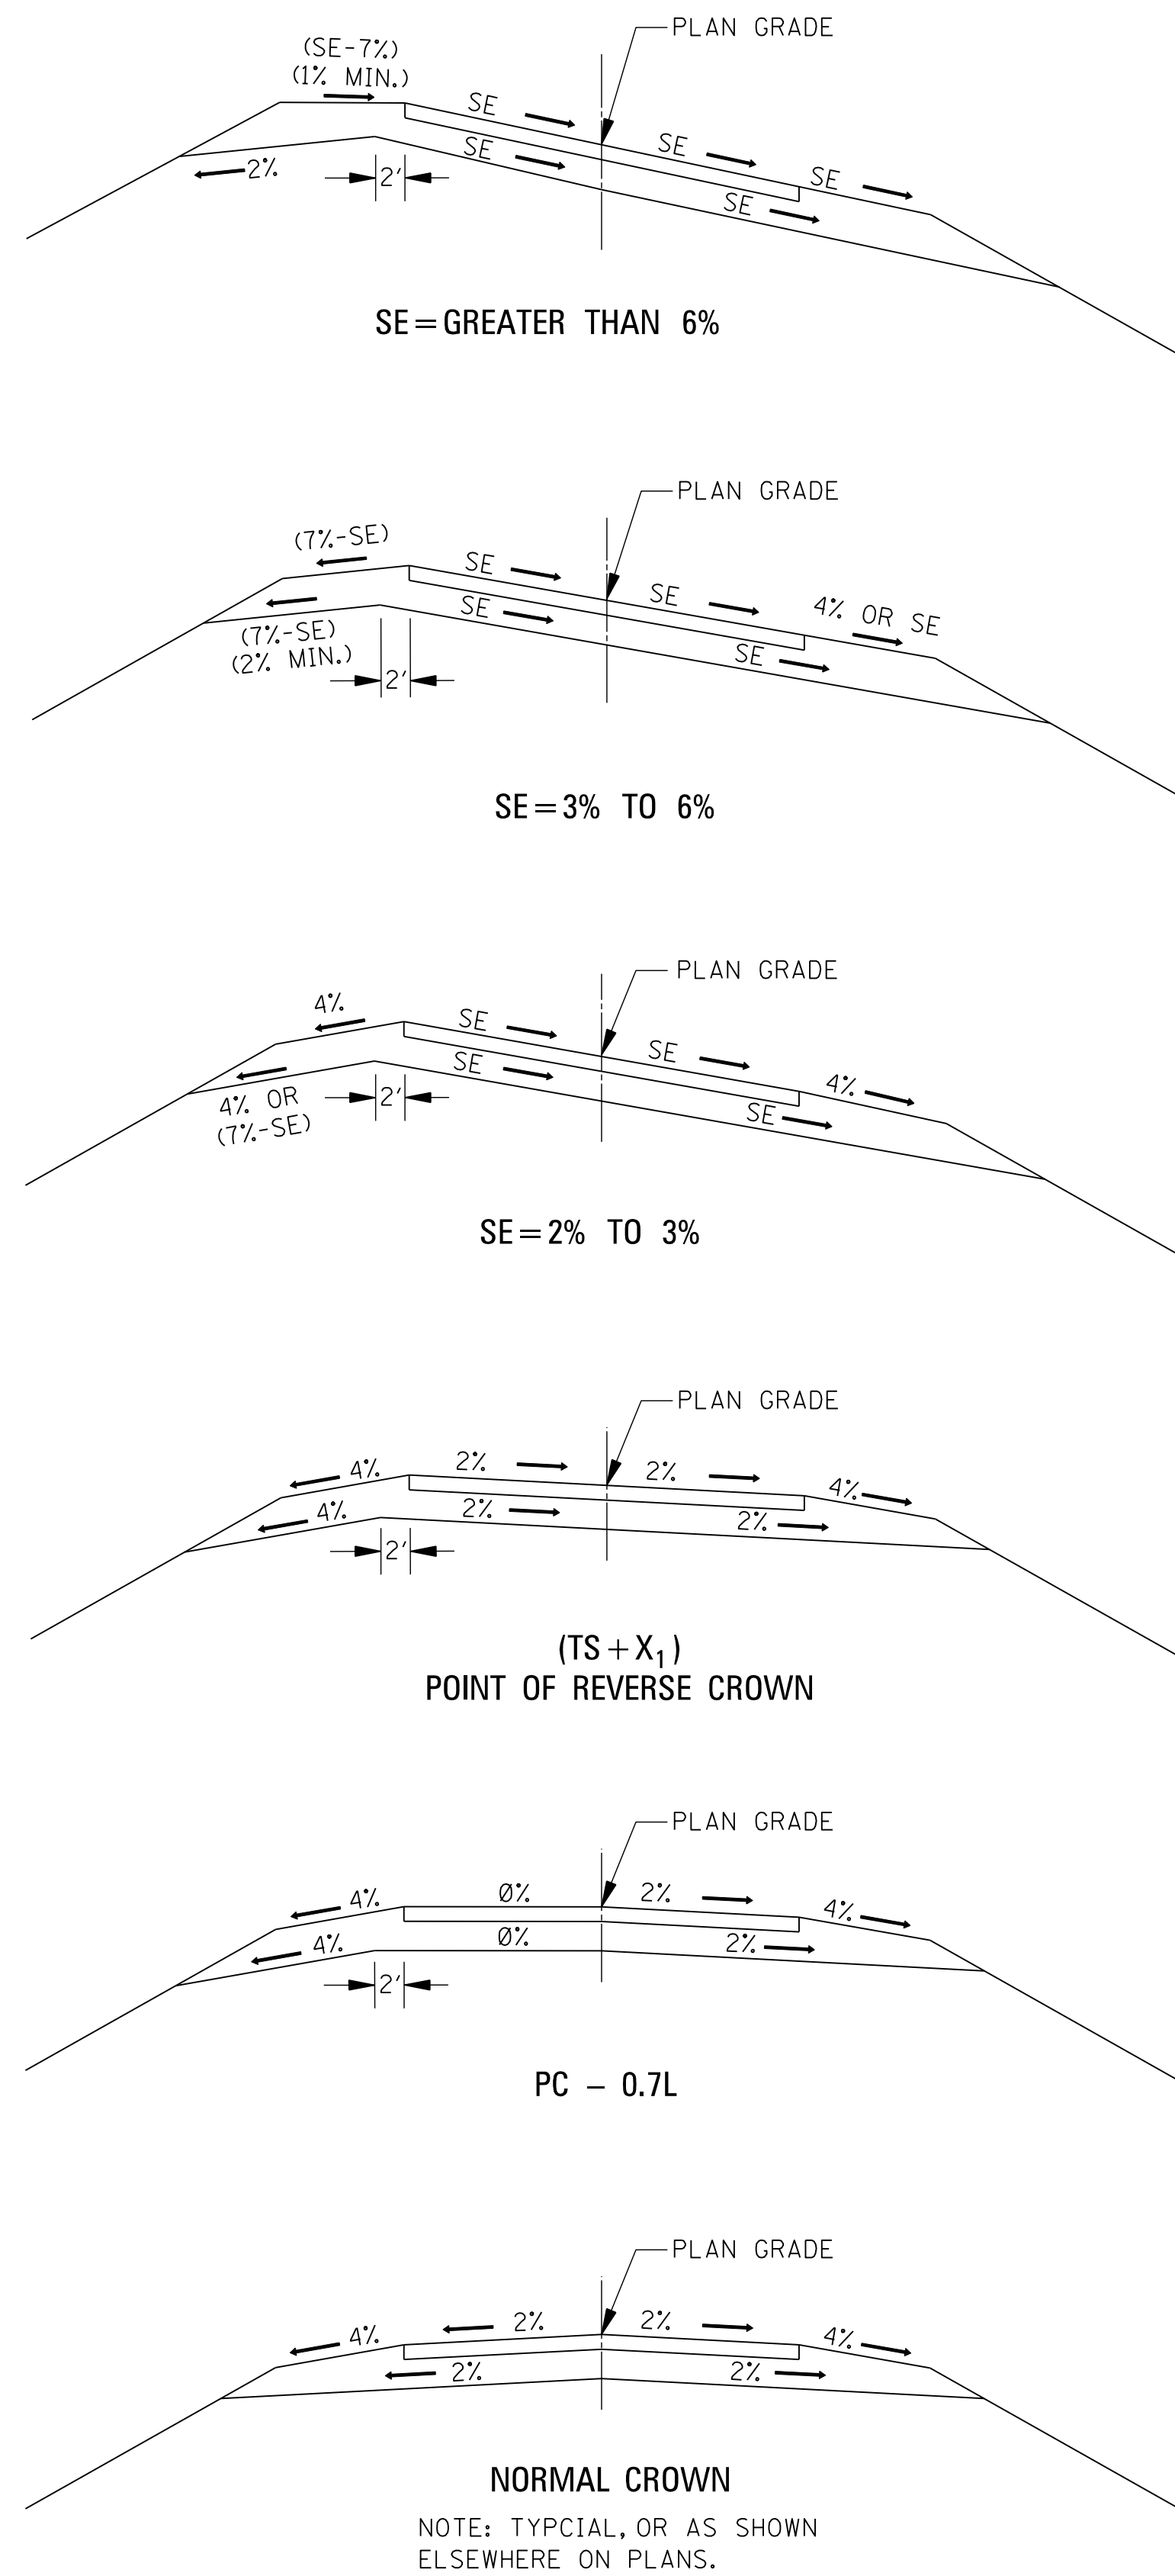 PLAN GRADE
(SE-7%)
(1% MIN.)
SE
SE
SE
SE
2%
2'
SE
SE=GREATER THAN 6%
PLAN GRADE
(7%-SE)
SE
SE
4% OR SE
SE
(7%-SE)
(2% MIN.)
SE
2'
SE=3% TO 6%
PLAN GRADE
4%
SE
SE
SE
4%
4% OR
(7%-SE)
2'
SE
SE=2% TO 3%
PLAN GRADE
4%
2%
2%
4%
4%
2%
2%
2'
(TS+X₁)
POINT OF REVERSE CROWN
PLAN GRADE
4%
0%
2%
4%
4%
0%
2%
2'
PC – 0.7L
PLAN GRADE
4%
2%
2%
4%
2%
2%
NORMAL CROWN
NOTE: TYPCIAL, OR AS SHOWN
ELSEWHERE ON PLANS.